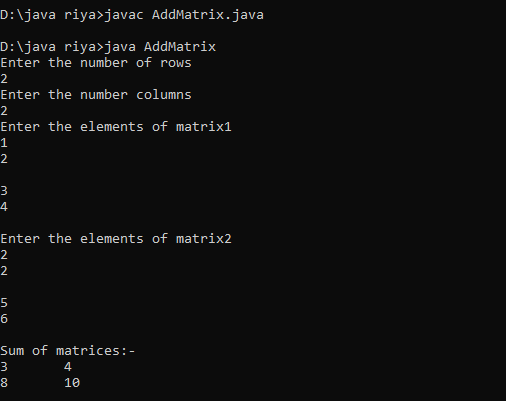 D:\java riya>javac AddMatrix.java
D:\java riya>java AddMatrix
Enter the number of rows
2
Enter the number columns
2
Enter the elements of matrix1
1
2
3
4
Enter the elements of matrix2
2
2
5
6
Sum of matrices:-
3 4
8 10